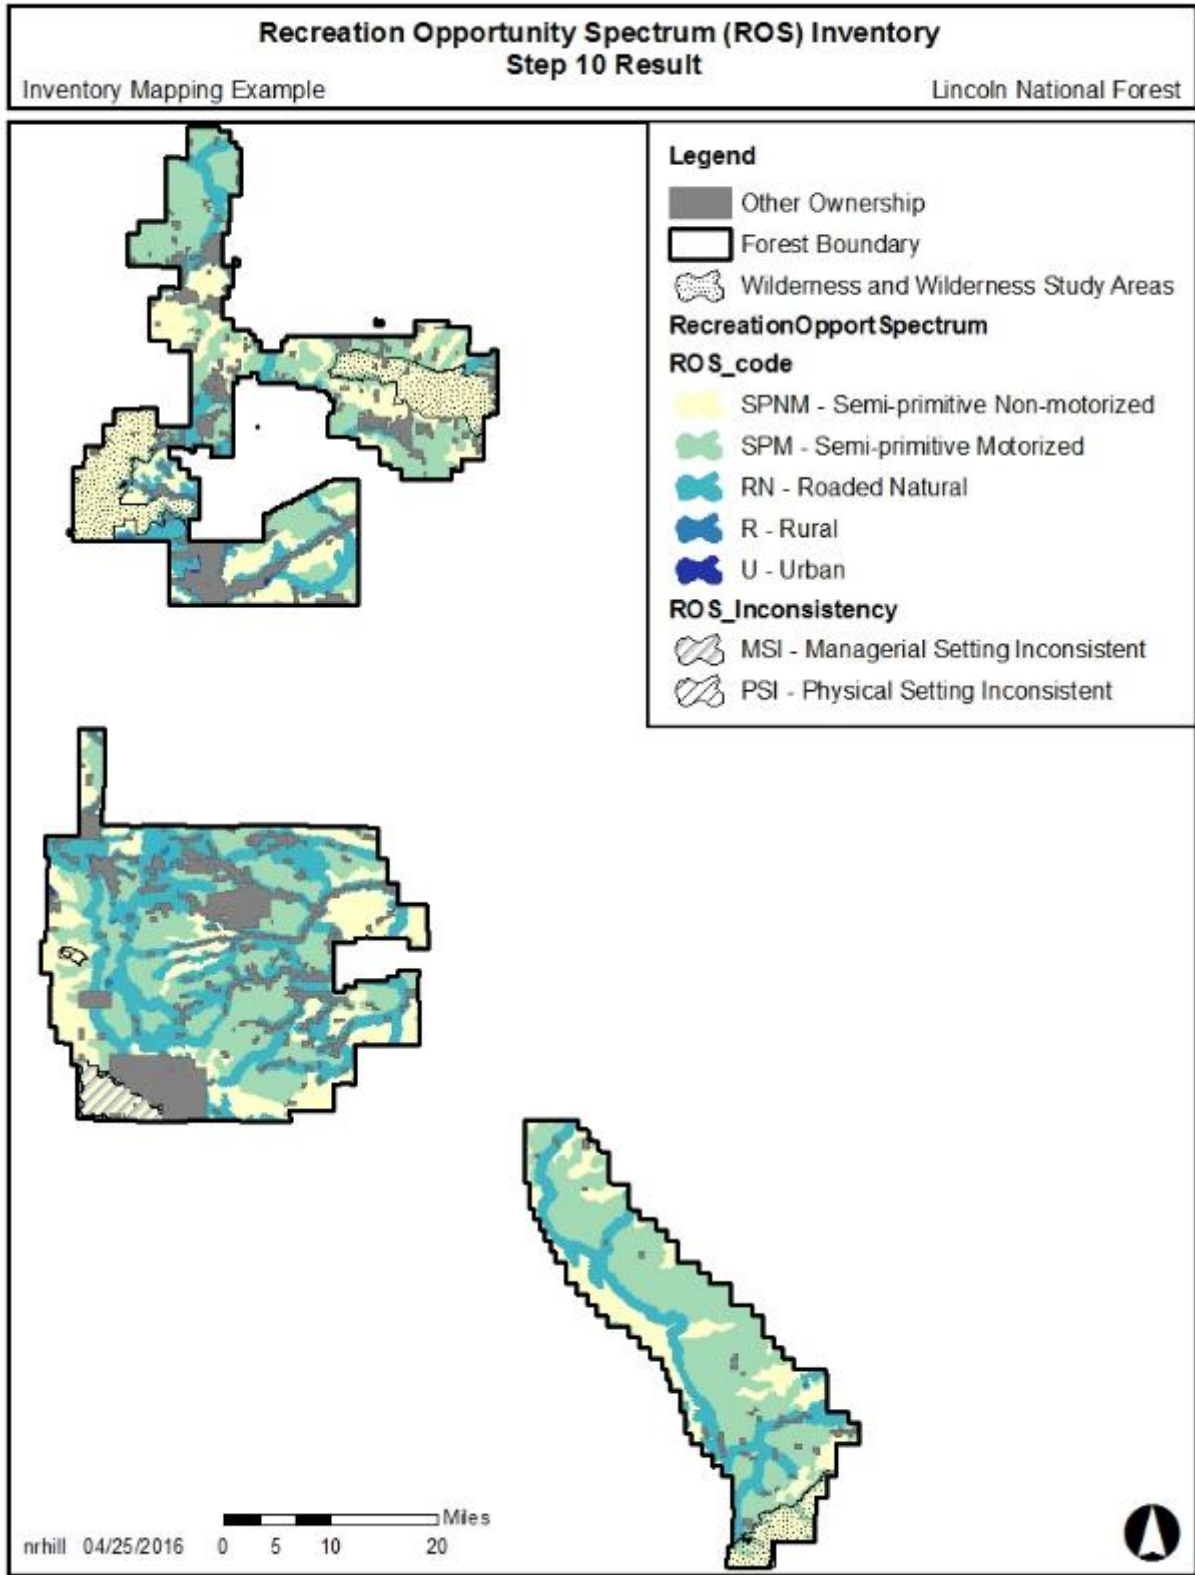 Recreation Opportunity Spectrum (ROS) Inventory
Step 10 Result
Inventory Mapping Example
Lincoln National Forest
Legend
Other Ownership
Forest Boundary
Wilderness and Wilderness Study Areas
RecreationOpportSpectrum
ROS_code
SPNM - Semi-primitive Non-motorized
SPM - Semi-primitive Motorized
RN - Roaded Natural
R - Rural
U - Urban
ROS_Inconsistency
MSI - Managerial Setting Inconsistent
PSI - Physical Setting Inconsistent
Miles
nrhill 04/25/2016 0 5 10 20